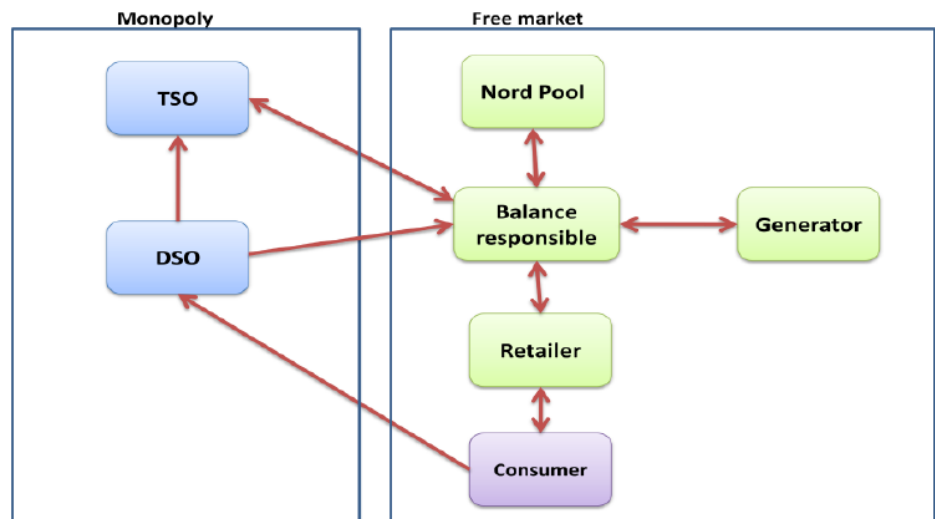 Monopoly
Free market
TSO
Nord Pool
Balance
responsible
Generator
DSO
Retailer
Consumer